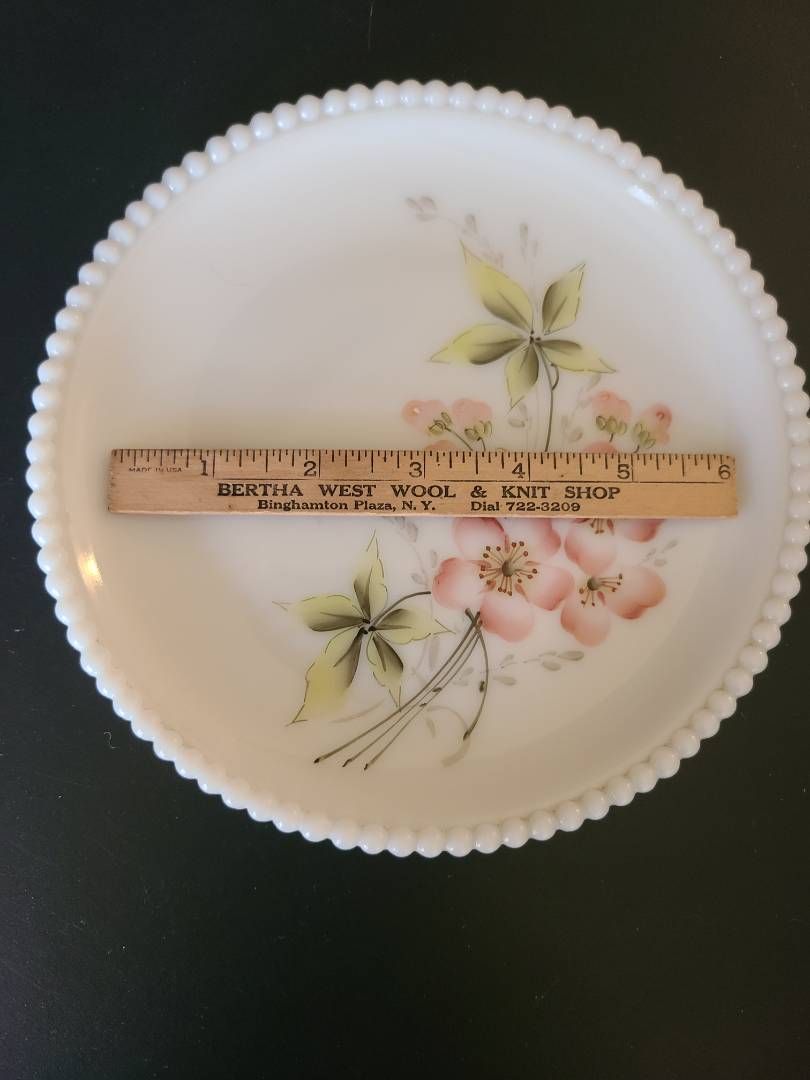 MADE IN USA 1 2 3 4 5 6
BERTHA WEST WOOL & KNIT SHOP
Binghamton Plaza, N. Y. Dial 722-3209